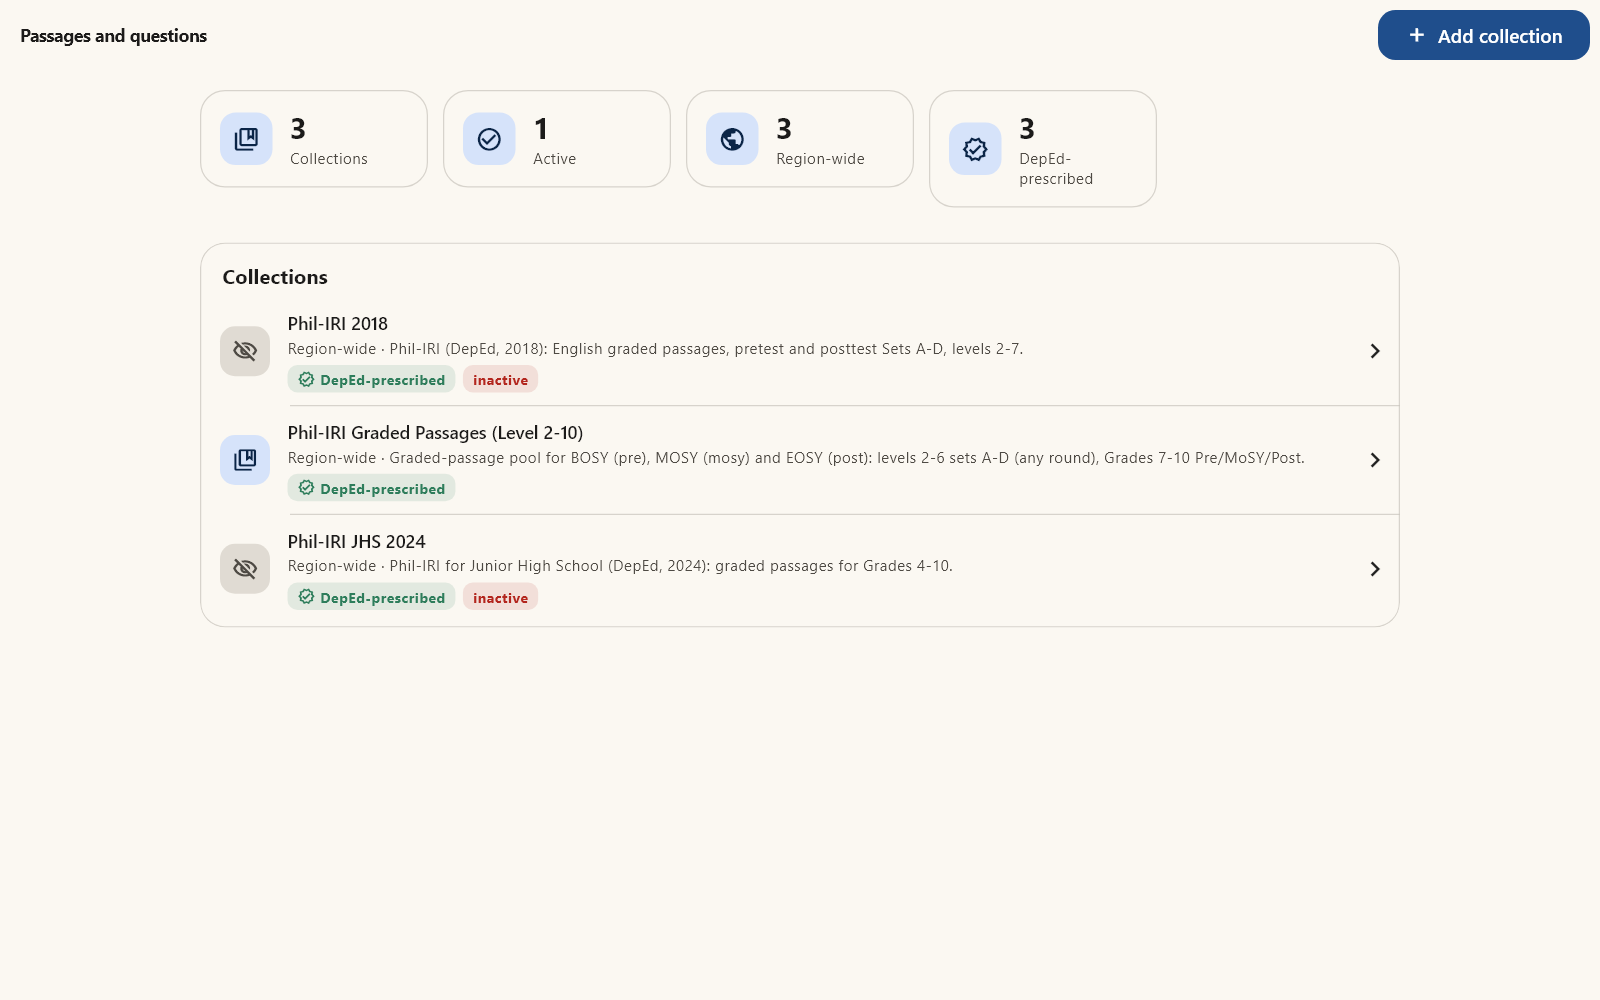 Passages and questions
Add collection
3
Collections
1
Active
3
Region-wide
3
DepEd-
prescribed
Collections
Phil-IRI 2018
Region-wide · Phil-IRI (DepEd, 2018): English graded passages, pretest and posttest Sets A-D, levels 2-7.
DepEd-prescribed
inactive
Phil-IRI Graded Passages (Level 2-10)
Region-wide · Graded-passage pool for BOSY (pre), MOSY (mosy) and EOSY (post): levels 2-6 sets A-D (any round), Grades 7-10 Pre/MoSY/Post.
DepEd-prescribed
Phil-IRI JHS 2024
Region-wide · Phil-IRI for Junior High School (DepEd, 2024): graded passages for Grades 4-10.
DepEd-prescribed
inactive